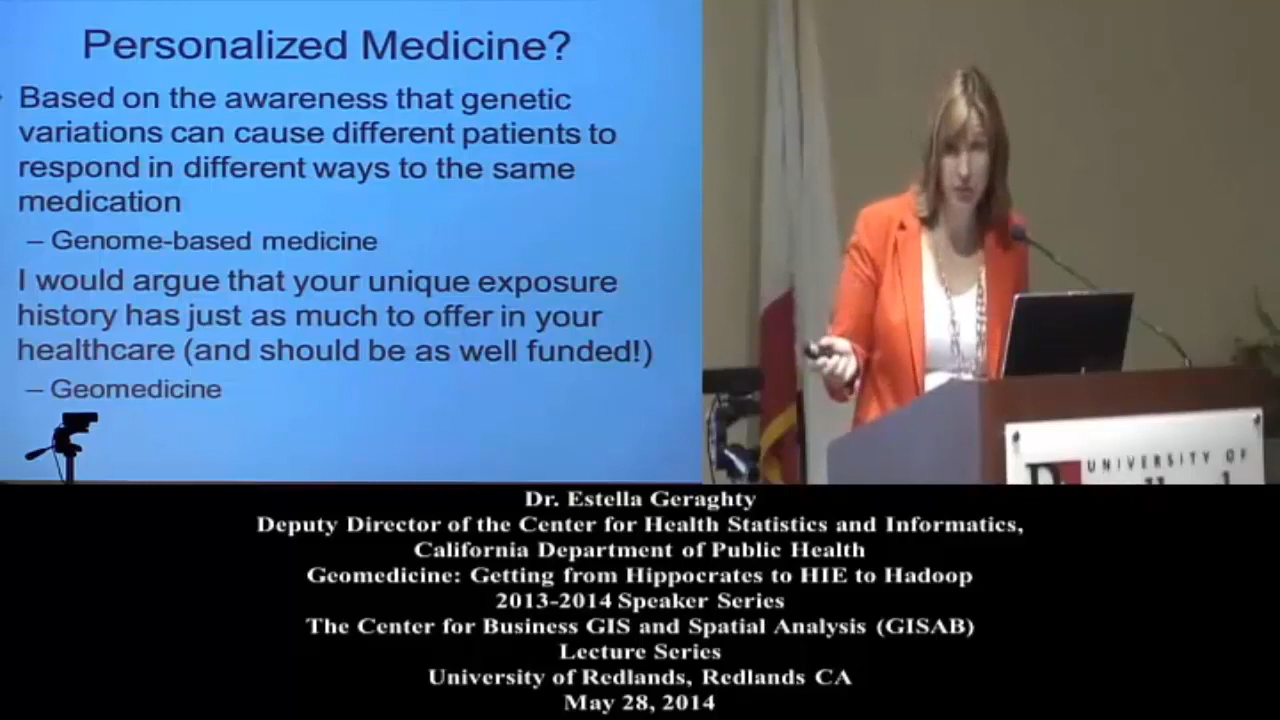 Personalized Medicine?
Based on the awareness that genetic
variations can cause different patients to
respond in different ways to the same
medication
– Genome-based medicine
I would argue that your unique exposure
history has just as much to offer in your
healthcare (and should be as well funded!)
– Geomedicine
UNIVERSITY OF
Dr. Estella Geraghty
Deputy Director of the Center for Health Statistics and Informatics,
California Department of Public Health
Geomedicine: Getting from Hippocrates to HIE to Hadoop
2013-2014 Speaker Series
The Center for Business GIS and Spatial Analysis (GISAB)
Lecture Series
University of Redlands, Redlands CA
May 28, 2014